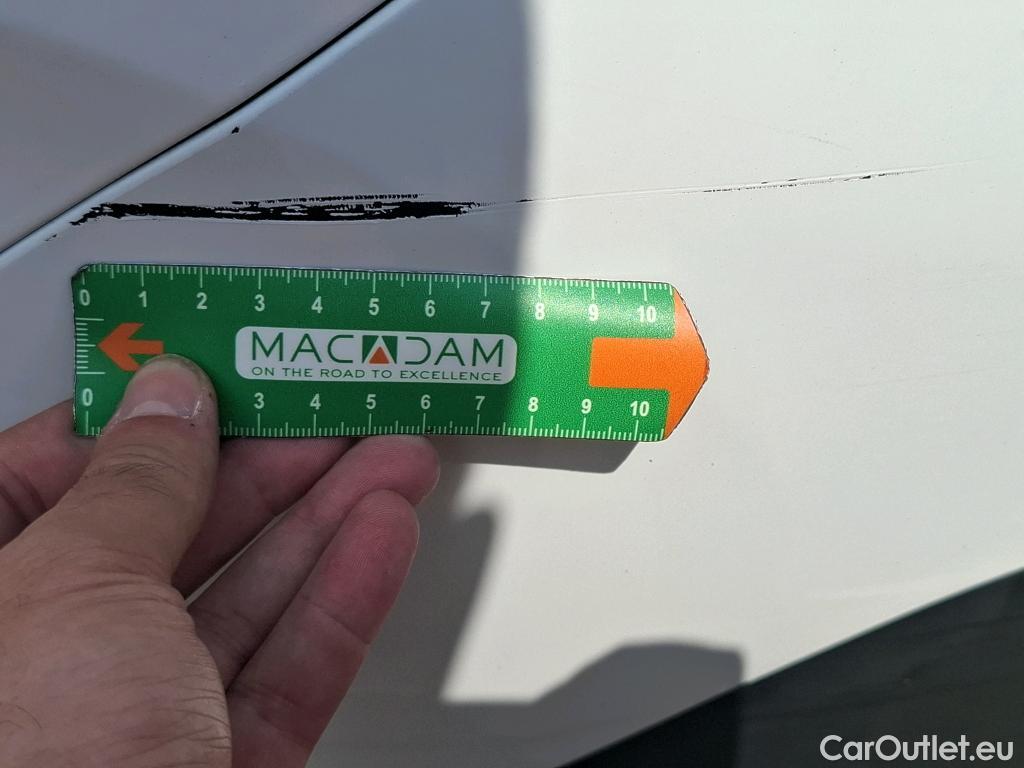 0 1 2 3 4 5 6 7 8 9 10
MACADAM
ON THE ROAD TO EXCELLENCE
0 3 4 5 6 7 8 9 10
CarOutlet.eu